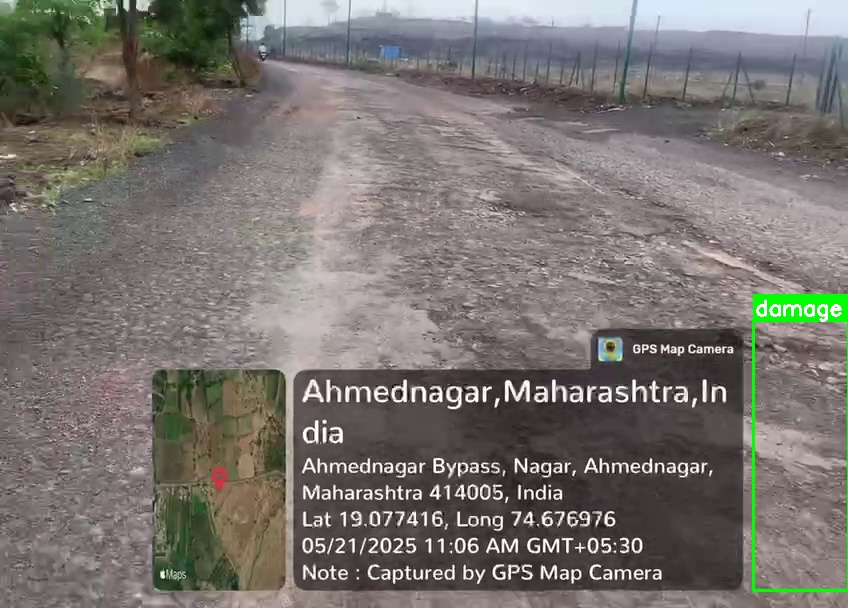 damage
GPS Map Camera
Ahmednagar,Maharashtra,In
dia
Ahmednagar Bypass, Nagar, Ahmednagar,
Maharashtra 414005, India
Lat 19.077416, Long 74.676976
05/21/2025 11:06 AM GMT+05:30
Note : Captured by GPS Map Camera
Maps